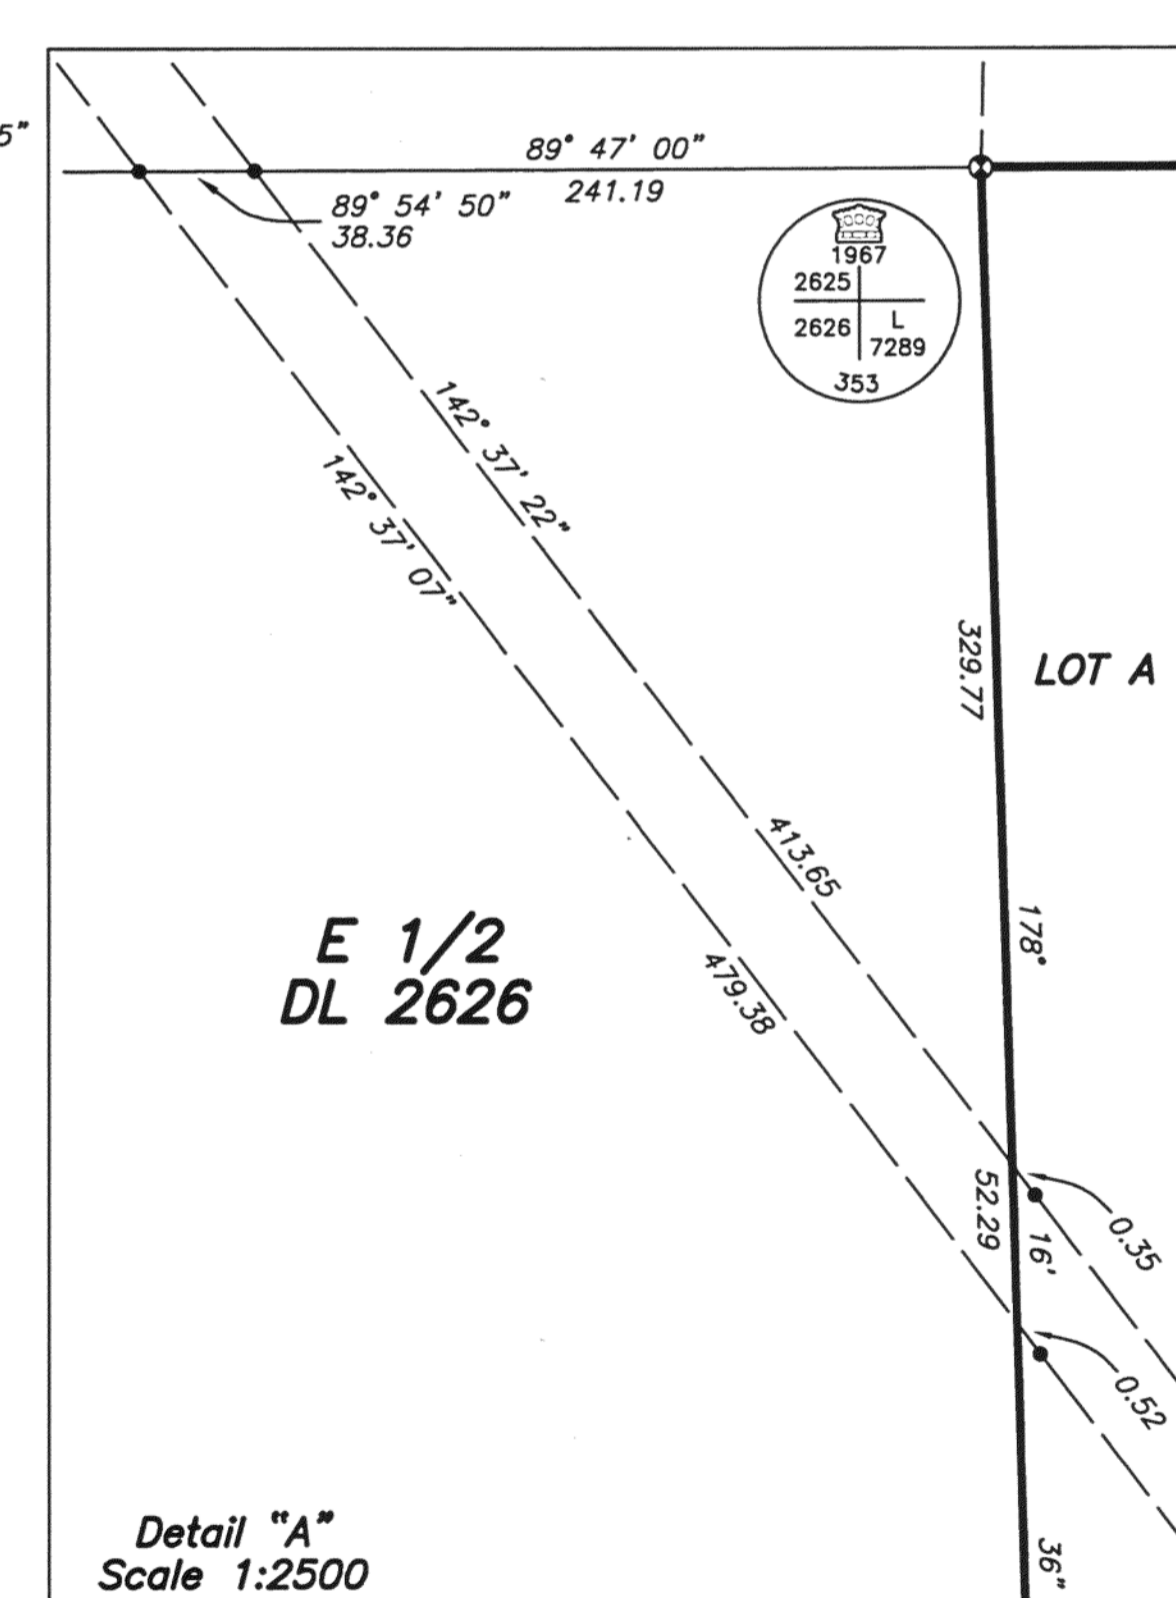 5"
89° 47' 00"
241.19
89° 54' 50"
38.36
1967
2625
2626
L
7289
353
142° 37' 22"
142° 37' 07"
329.77
LOT A
413.65
479.38
178°
E 1/2
DL 2626
52.29
16'
0.35
0.52
36"
Detail "A"
Scale 1:2500